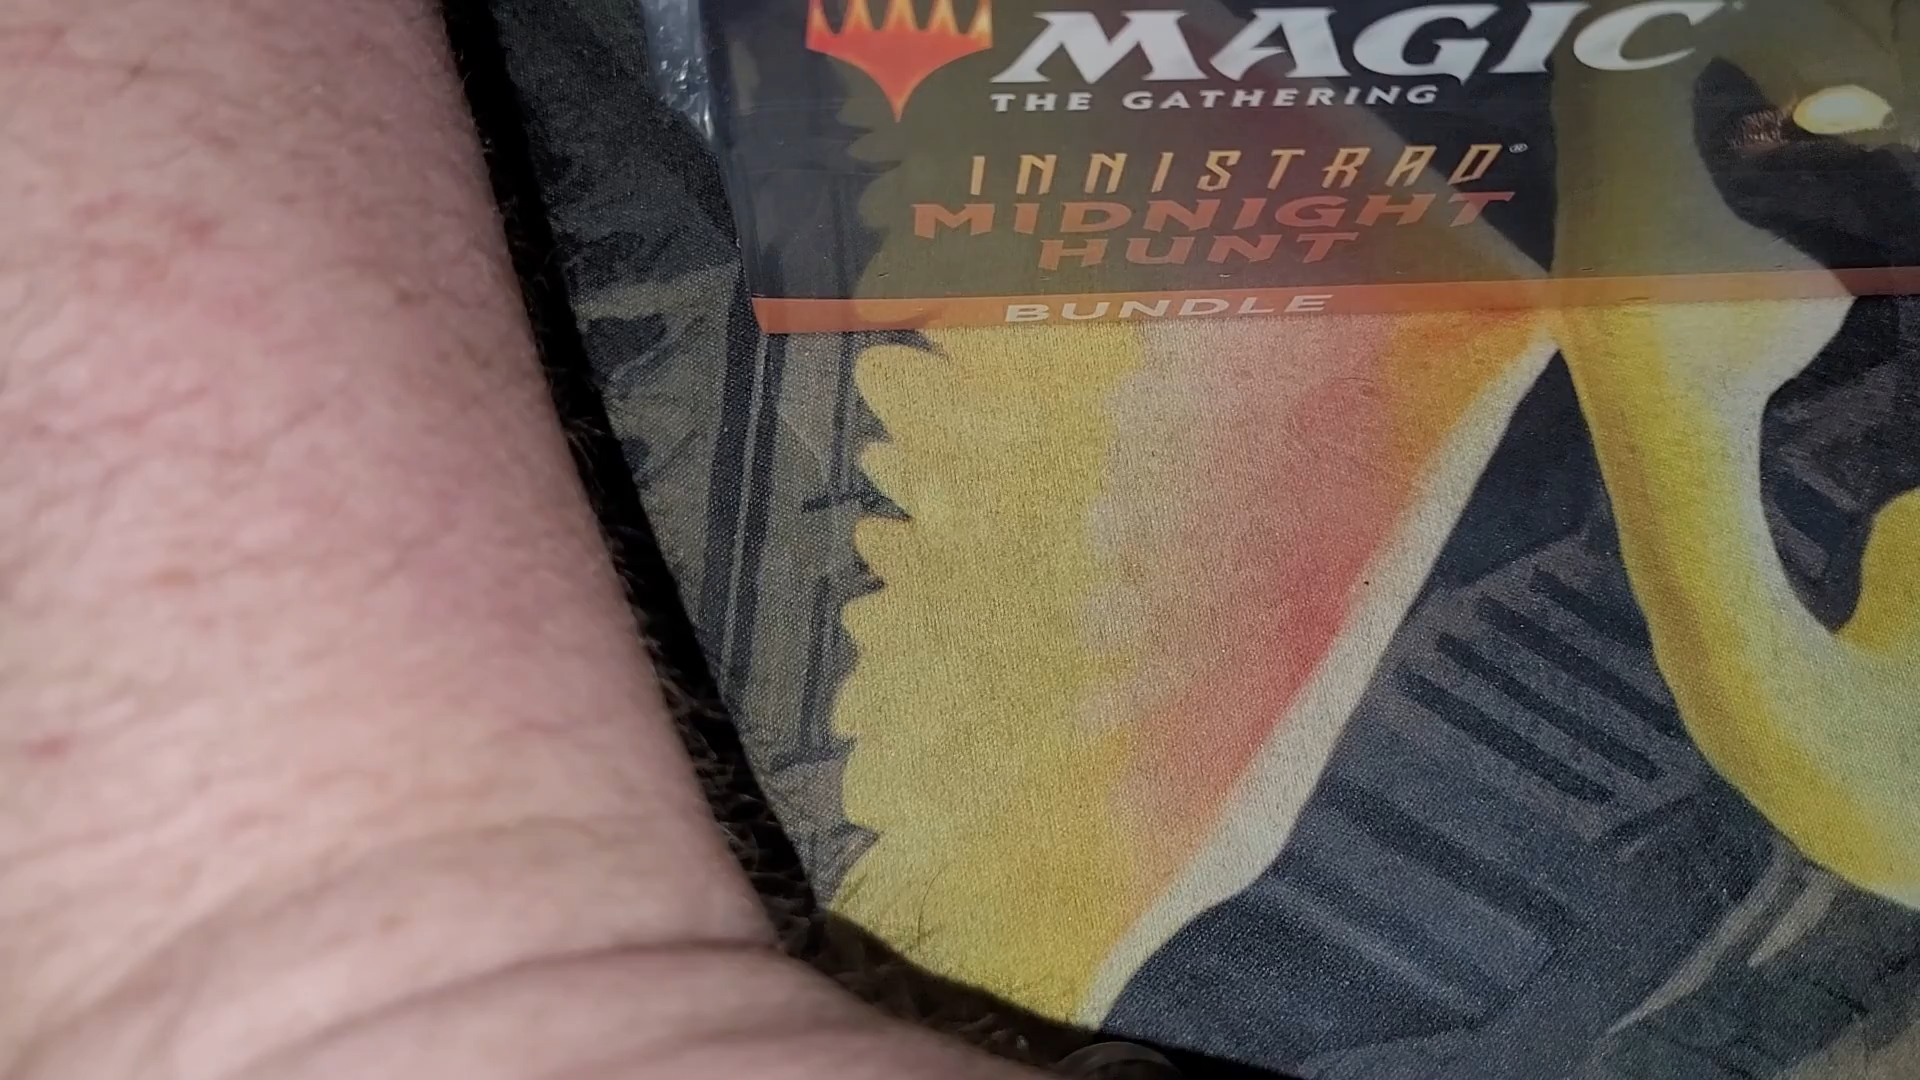 MAGIC
THE GATHERING
INNISTRAD®
MIDNIGHT
HUNT
BUNDLE